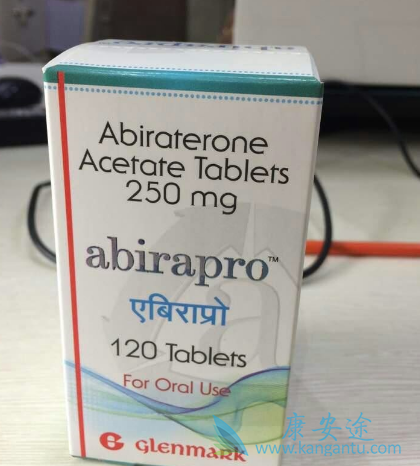 Abiraterone
Acetate Tablets
250 mg
abirapro™
एबिराप्रो
120 Tablets
For Oral Use
G glenmark
康安途
www.kangantu.com